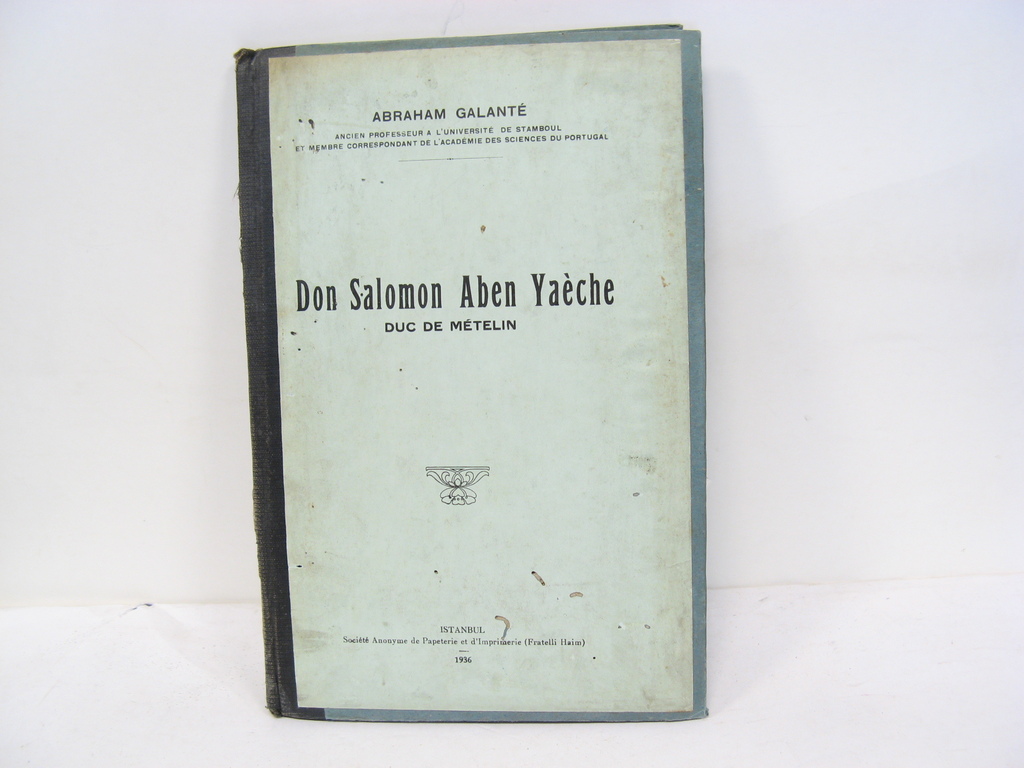 ABRAHAM GALANTÉ
ANCIEN PROFESSEUR A L'UNIVERSITÉ DE STAMBOUL
ET MEMBRE CORRESPONDANT DE L'ACADÉMIE DES SCIENCES DU PORTUGAL
Don Salomon Aben Yaèche
DUC DE MÉTELIN
ISTANBUL
Société Anonyme de Papeterie et d'Imprimerie (Fratelli Haim)
1936